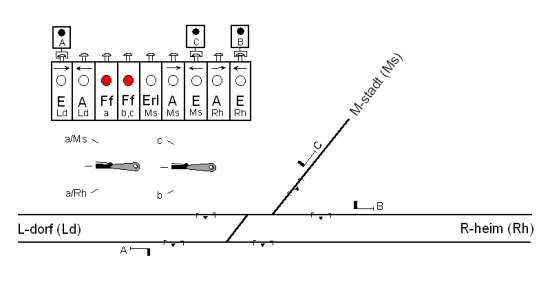 A C B
E A Ff Ff Erl A E A E
Ld Ld a b,c Ms Ms Ms Rh Rh
M-stadt (Ms)
a/Ms c
C
a/Rh b
B
L-dorf (Ld) R-heim (Rh)
A